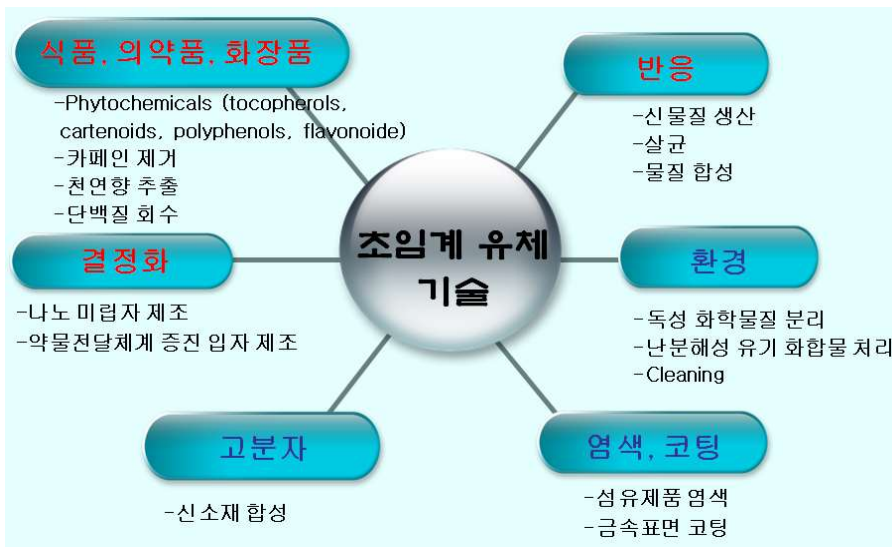 식품. 의약품. 화장품
-Phytochemicals (tocopherols,
cartenoids, polyphenols, flavonoide)
-카페인 제거
-천연향 추출
-단백질 회수
반응
-신물질 생산
-살균
-물질 합성
초임계 유체
기술
결정화
-나노 미립자 제조
-약물전달체계 증진 입자 제조
환경
-독성 화학물질 분리
-난분해성 유기 화합물 처리
-Cleaning
고분자
-신소재 합성
염색, 코팅
-섬유제품 염색
-금속표면 코팅